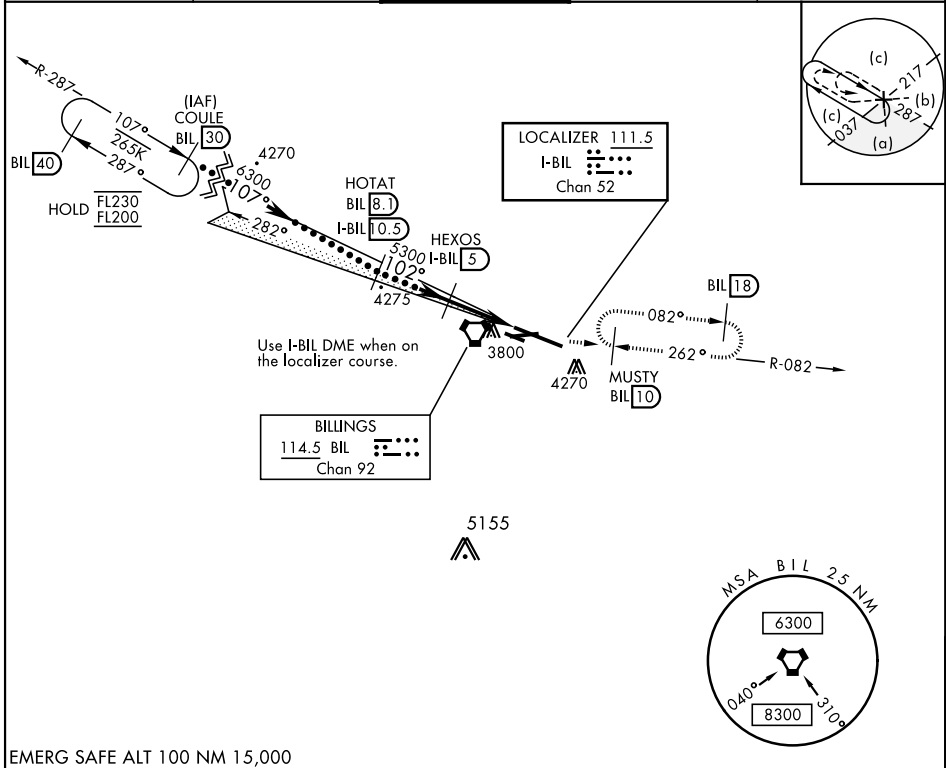 R-287
107°
265K
287°
BIL 40
HOLD
FL230
FL200
(IAF)
COULE
BIL 30
4270
6300
107°
282°
HOTAT
BIL 8.1
I-BIL 10.5
5300
102°
4275
HEXOS
I-BIL 5
LOCALIZER 111.5
I-BIL
Chan 52
(c)
217
(b)
287
(c)
037
(a)
Use I-BIL DME when on
the localizer course.
3800
4270
BIL 18
082°
262°
R-082
MUSTY
BIL 10
BILLINGS
114.5 BIL
Chan 92
5155
MSA BIL 25 NM
6300
040°
310°
8300
EMERG SAFE ALT 100 NM 15,000